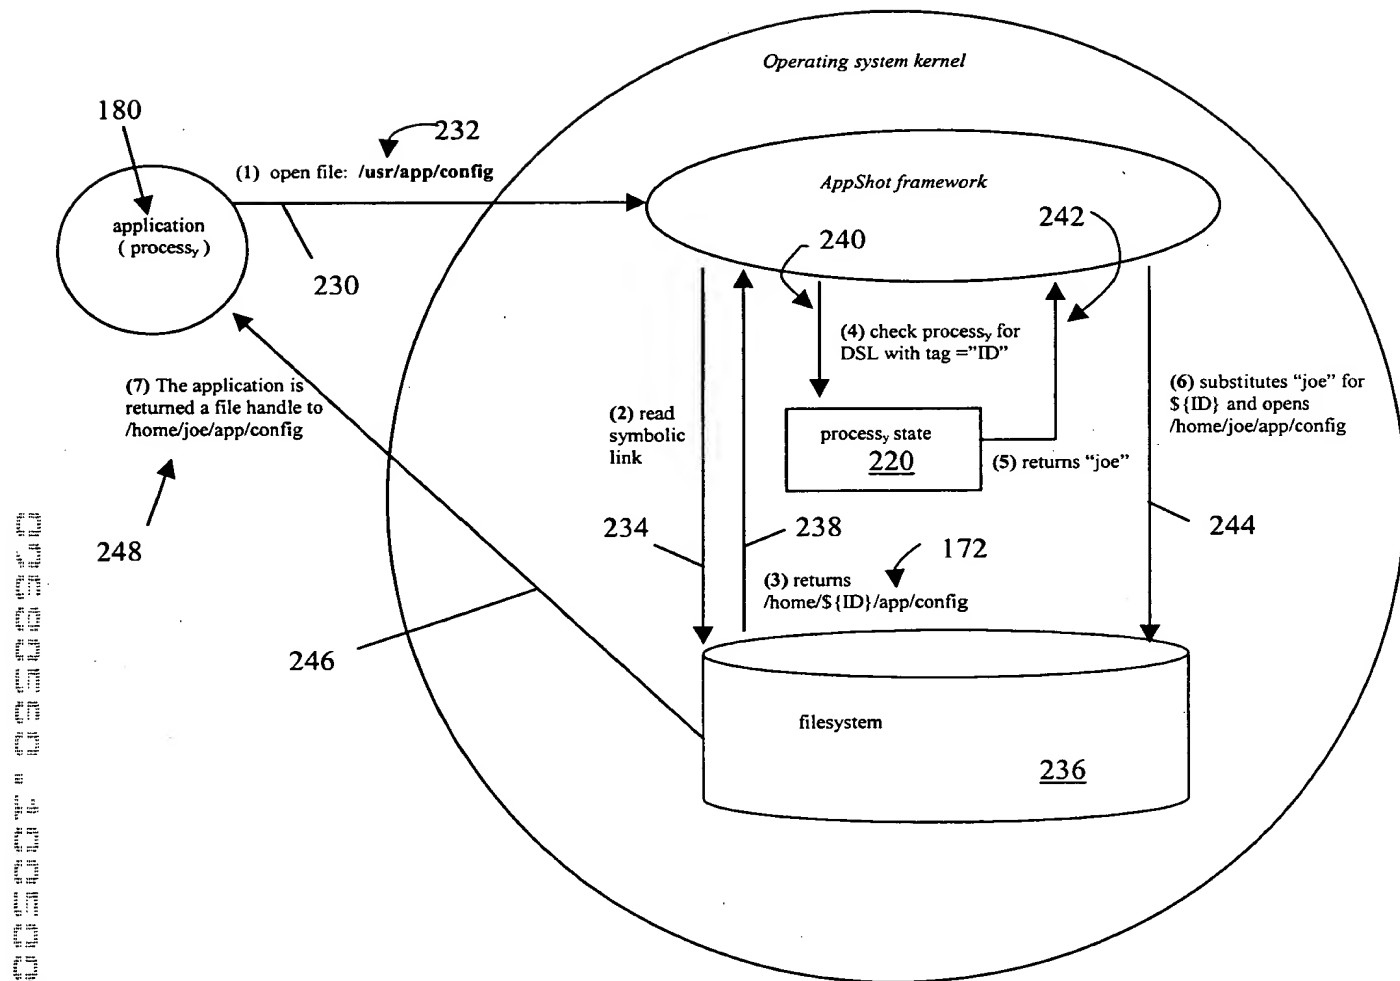 Operating system kernel
180
232
(1) open file: /usr/app/config
AppShot framework
application
( processy )
230
240
242
(4) check processy for
DSL with tag ="ID"
(7) The application is
returned a file handle to
/home/joe/app/config
(2) read
symbolic
link
(6) substitutes "joe" for
${ID} and opens
/home/joe/app/config
processy state
220
(5) returns "joe"
248
234
238
172
244
(3) returns
/home/${ID}/app/config
246
filesystem
236